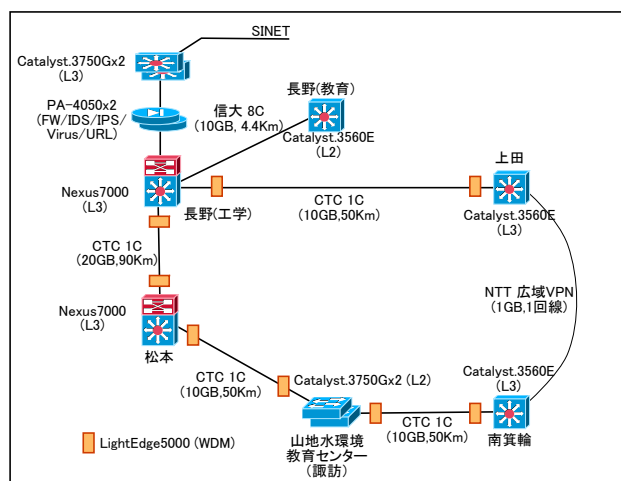 SINET
Catalyst.3750Gx2
(L3)
PA-4050x2
(FW/IDS/IPS/
Virus/URL)
信大 8C
(10GB, 4.4Km)
長野(教育)
Catalyst.3560E
(L2)
Nexus7000
(L3)
長野(工学)
CTC 1C
(10GB,50Km)
上田
Catalyst.3560E
(L3)
CTC 1C
(20GB,90Km)
NTT 広域VPN
(1GB,1回線)
Nexus7000
(L3)
松本
CTC 1C
(10GB,50Km)
Catalyst.3750Gx2 (L2)
Catalyst.3560E
(L3)
山地水環境
教育センター
(諏訪)
CTC 1C
(10GB,50Km)
南箕輪
LightEdge5000 (WDM)